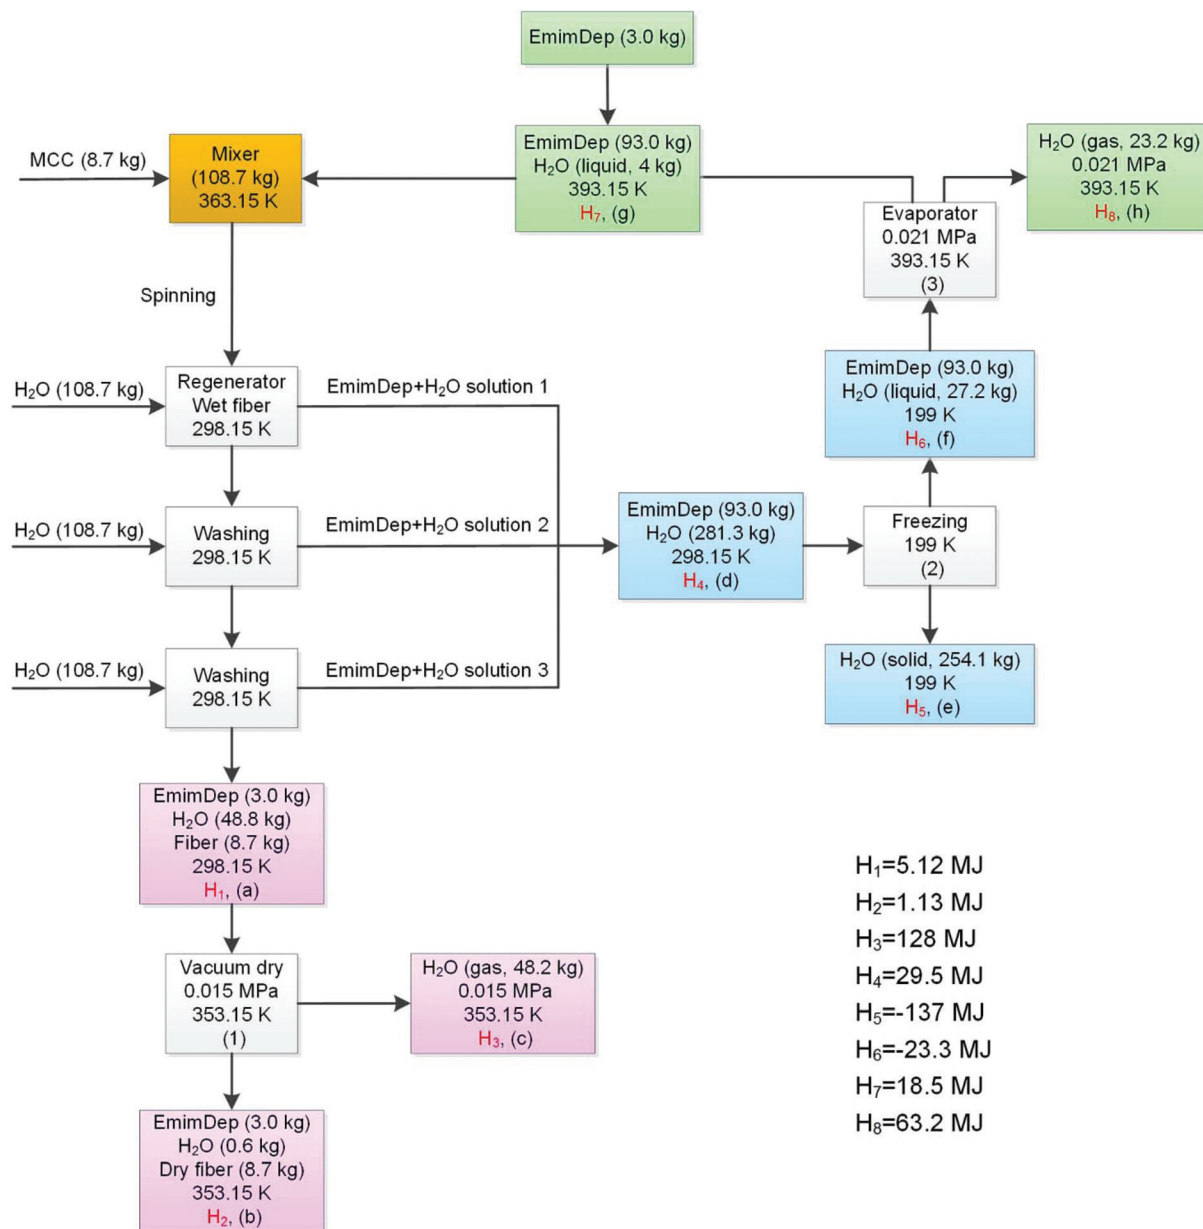 EmimDep (3.0 kg)
MCC (8.7 kg)
Mixer
(108.7 kg)
363.15 K
EmimDep (93.0 kg)
H₂O (liquid, 4 kg)
393.15 K
H₇, (g)
H₂O (gas, 23.2 kg)
0.021 MPa
393.15 K
H₈, (h)
Evaporator
0.021 MPa
393.15 K
(3)
Spinning
EmimDep (93.0 kg)
H₂O (liquid, 27.2 kg)
199 K
H₆, (f)
H₂O (108.7 kg)
Regenerator
Wet fiber
298.15 K
EmimDep+H₂O solution 1
H₂O (108.7 kg)
Washing
298.15 K
EmimDep+H₂O solution 2
EmimDep (93.0 kg)
H₂O (281.3 kg)
298.15 K
H₄, (d)
Freezing
199 K
(2)
H₂O (108.7 kg)
Washing
298.15 K
EmimDep+H₂O solution 3
H₂O (solid, 254.1 kg)
199 K
H₅, (e)
EmimDep (3.0 kg)
H₂O (48.8 kg)
Fiber (8.7 kg)
298.15 K
H₁, (a)
Vacuum dry
0.015 MPa
353.15 K
(1)
H₂O (gas, 48.2 kg)
0.015 MPa
353.15 K
H₃, (c)
EmimDep (3.0 kg)
H₂O (0.6 kg)
Dry fiber (8.7 kg)
353.15 K
H₂, (b)
H₁=5.12 MJ
H₂=1.13 MJ
H₃=128 MJ
H₄=29.5 MJ
H₅=-137 MJ
H₆=-23.3 MJ
H₇=18.5 MJ
H₈=63.2 MJ